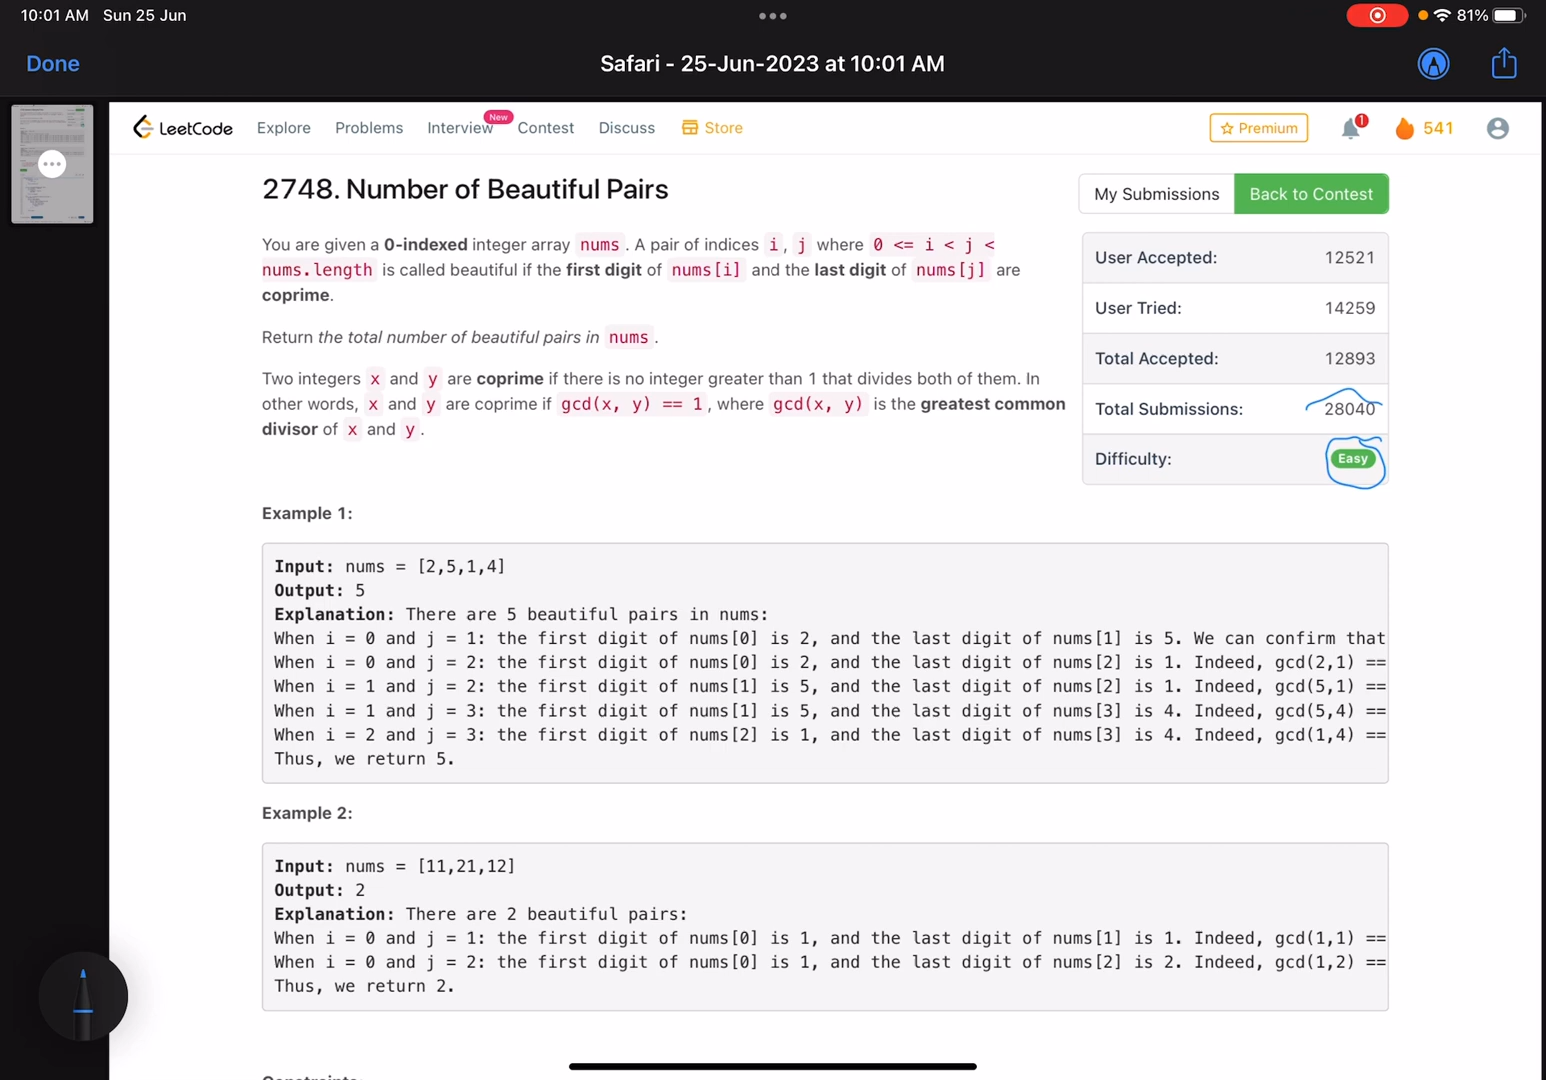 10:01 AM Sun 25 Jun
81%
Done
Safari - 25-Jun-2023 at 10:01 AM
LeetCode Explore Problems Interview New Contest Discuss Store Premium 1 541
2748. Number of Beautiful Pairs
My Submissions Back to Contest
You are given a 0-indexed integer array nums . A pair of indices i , j where 0 <= i < j <
nums.length is called beautiful if the first digit of nums[i] and the last digit of nums[j] are
coprime.
Return the total number of beautiful pairs in nums .
Two integers x and y are coprime if there is no integer greater than 1 that divides both of them. In
other words, x and y are coprime if gcd(x, y) == 1 , where gcd(x, y) is the greatest common
divisor of x and y .
User Accepted: 12521
User Tried: 14259
Total Accepted: 12893
Total Submissions: 28040
Difficulty: Easy
Example 1:
Input: nums = [2,5,1,4]
Output: 5
Explanation: There are 5 beautiful pairs in nums:
When i = 0 and j = 1: the first digit of nums[0] is 2, and the last digit of nums[1] is 5. We can confirm that
When i = 0 and j = 2: the first digit of nums[0] is 2, and the last digit of nums[2] is 1. Indeed, gcd(2,1) ==
When i = 1 and j = 2: the first digit of nums[1] is 5, and the last digit of nums[2] is 1. Indeed, gcd(5,1) ==
When i = 1 and j = 3: the first digit of nums[1] is 5, and the last digit of nums[3] is 4. Indeed, gcd(5,4) ==
When i = 2 and j = 3: the first digit of nums[2] is 1, and the last digit of nums[3] is 4. Indeed, gcd(1,4) ==
Thus, we return 5.
Example 2:
Input: nums = [11,21,12]
Output: 2
Explanation: There are 2 beautiful pairs:
When i = 0 and j = 1: the first digit of nums[0] is 1, and the last digit of nums[1] is 1. Indeed, gcd(1,1) ==
When i = 0 and j = 2: the first digit of nums[0] is 1, and the last digit of nums[2] is 2. Indeed, gcd(1,2) ==
Thus, we return 2.